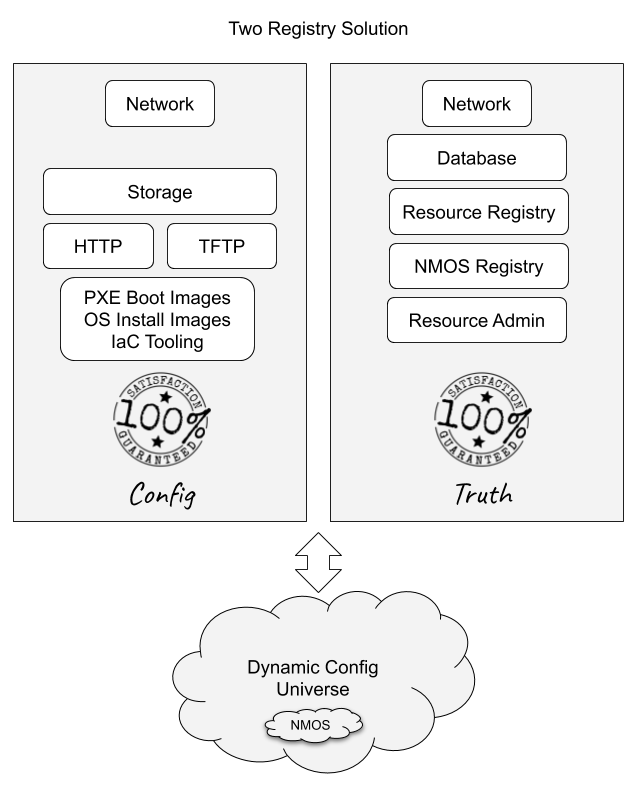 Two Registry Solution
Network
Storage
HTTP
TFTP
PXE Boot Images
OS Install Images
IaC Tooling
SATISFACTION
100%
GUARANTEED
Config
Network
Database
Resource Registry
NMOS Registry
Resource Admin
SATISFACTION
100%
GUARANTEED
Truth
Dynamic Config
Universe
NMOS